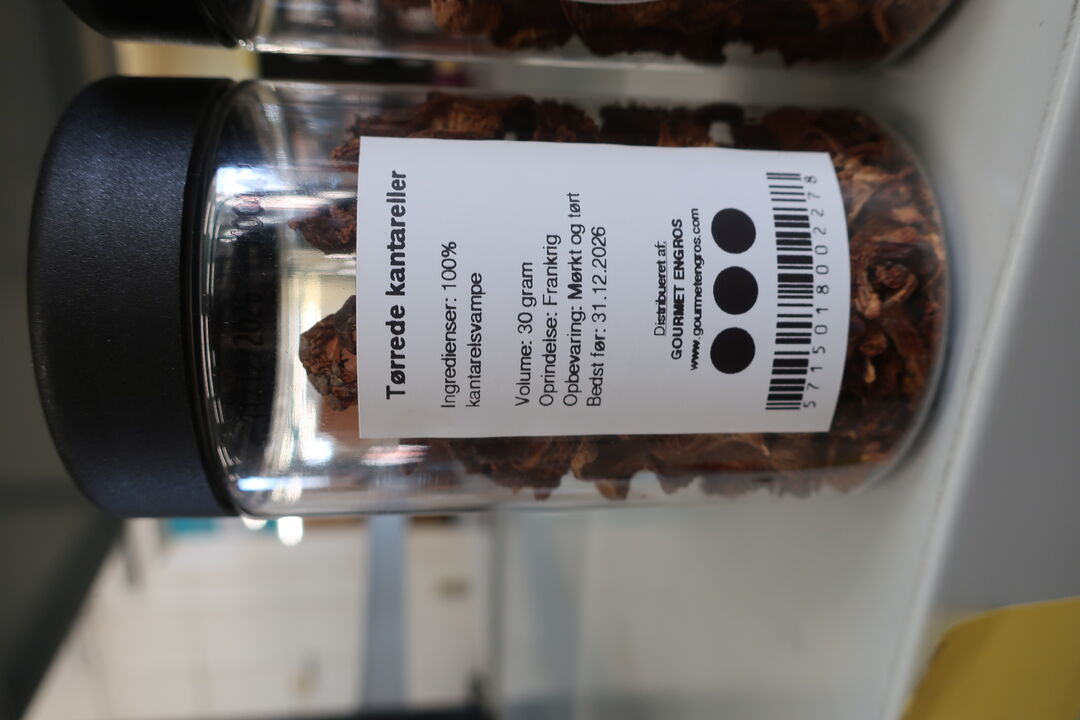 Tørrede kantareller
Ingredienser: 100%
kantarelsvampe
Volume: 30 gram
Oprindelse: Frankrig
Opbevaring: Mørkt og tørt
Bedst før: 31.12.2026
Distribueret af:
GOURMET ENGROS
www.gourmetengros.com
5715018002278